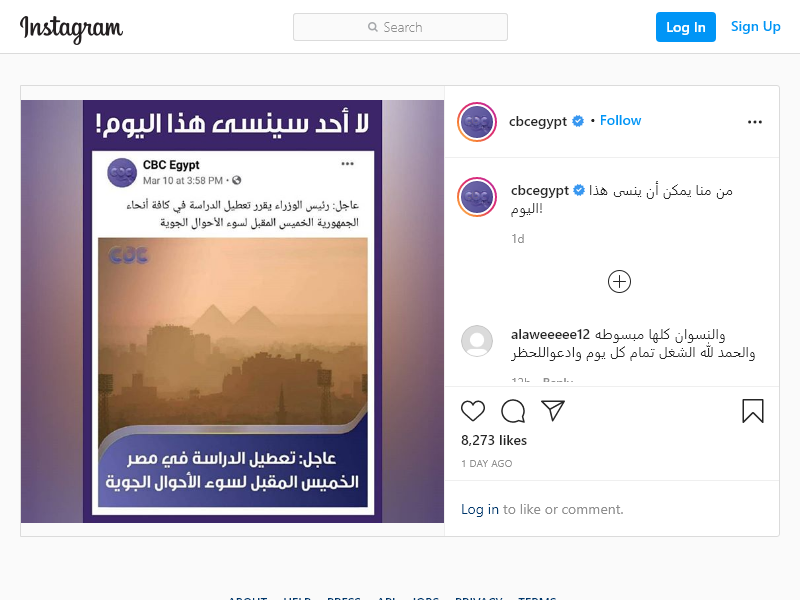 Instagram
Search
Log In
Sign Up
لا أحد سينسى هذا اليوم!
CBC Egypt
Mar 10 at 3:58 PM •
عاجل: رئيس الوزراء يقرر تعطيل الدراسة في كافة أنحاء
الجمهورية الخميس المقبل لسوء الأحوال الجوية
CBC
عاجل: تعطيل الدراسة في مصر
الخميس المقبل لسوء الأحوال الجوية
cbcegypt • Follow
cbcegypt من منا يمكن أن ينسى هذا
اليوم!
1d
alaweeeee12 والنسوان كلها مبسوطه
والحمد لله الشغل تمام كل يوم وادعواللحظر
12h Reply
8,273 likes
1 DAY AGO
Log in to like or comment.
ABOUT HELP PRESS API JOBS PRIVACY TERMS